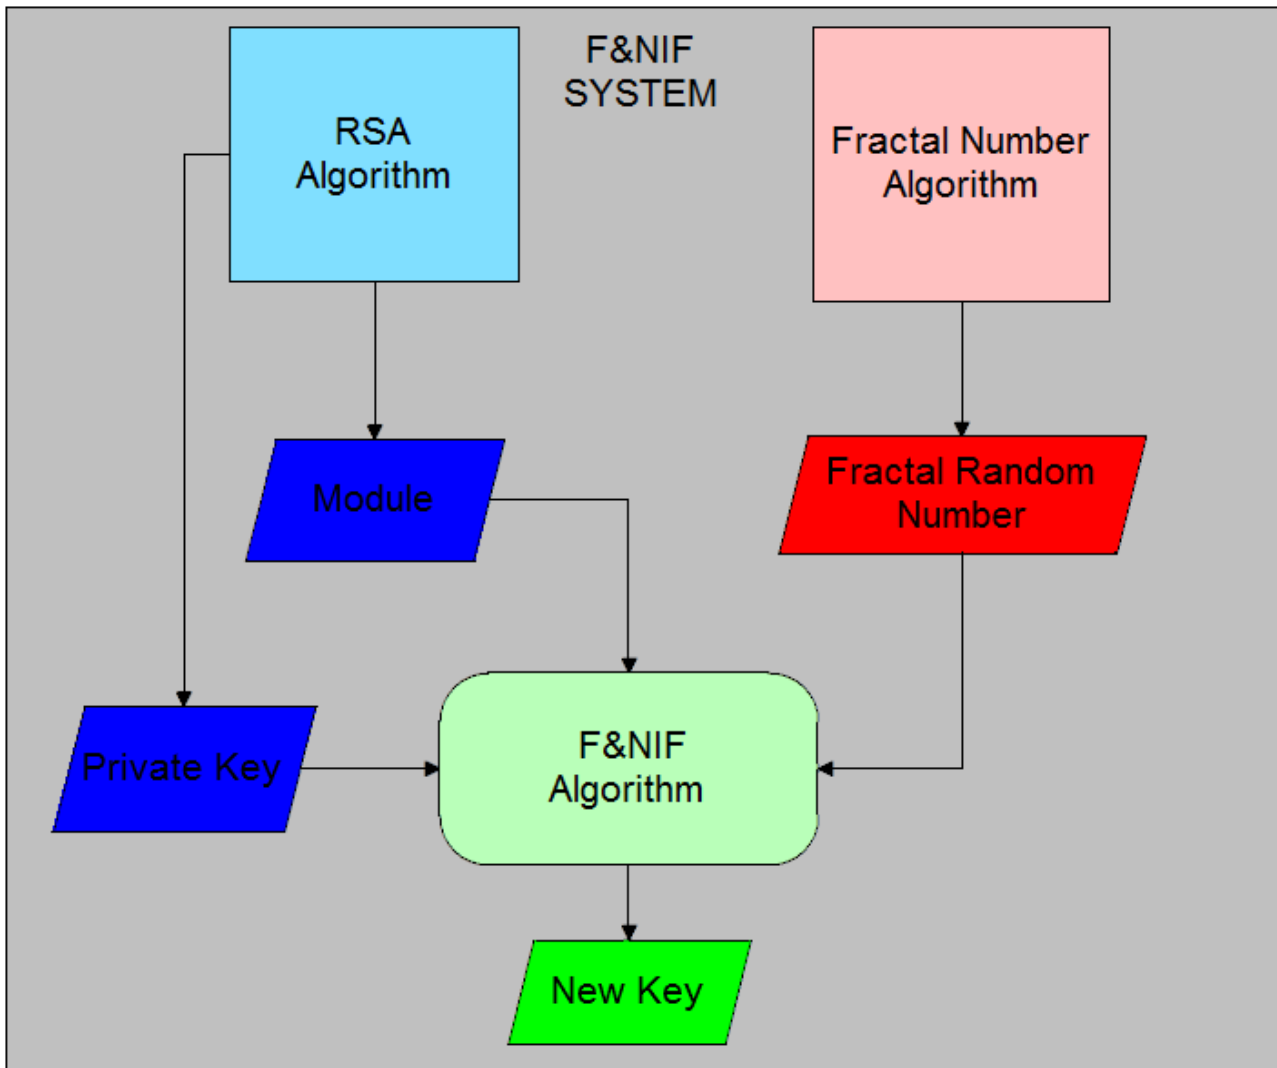 F&NIF
SYSTEM
RSA
Algorithm
Fractal Number
Algorithm
Module
Fractal Random
Number
Private Key
F&NIF
Algorithm
New Key